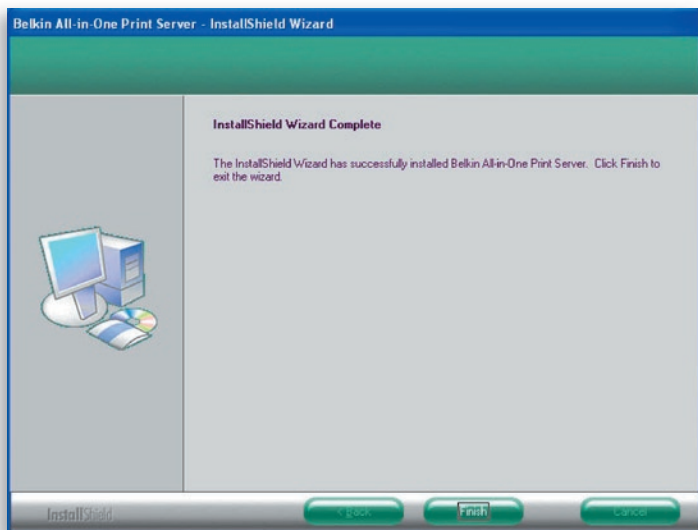 Belkin All-in-One Print Server - InstallShield Wizard
InstallShield Wizard Complete
The InstallShield Wizard has successfully installed Belkin All-in-One Print Server. Click Finish to
exit the wizard.
InstallShield
< Back
Finish
Cancel